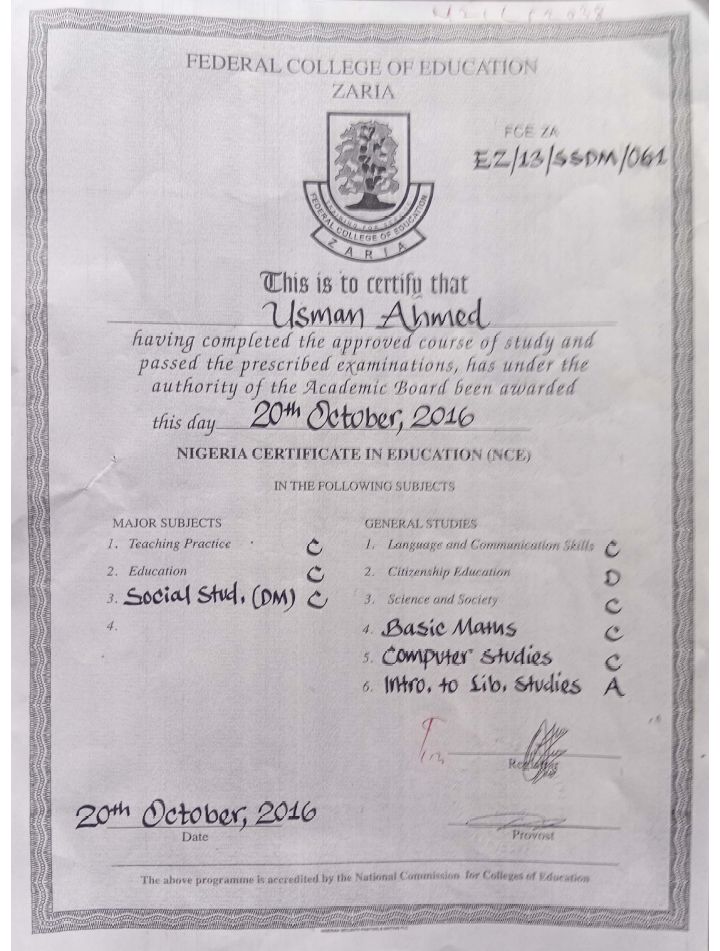 FEDERAL COLLEGE OF EDUCATION
ZARIA
FCE ZA
EZ/13/SSDM/061
FEDERAL COLLEGE OF EDUCATION
ZARIA
This is to certify that
Usman Ahmed
having completed the approved course of study and
passed the prescribed examinations, has under the
authority of the Academic Board been awarded
this day 20th October, 2016
NIGERIA CERTIFICATE IN EDUCATION (NCE)
IN THE FOLLOWING SUBJECTS
MAJOR SUBJECTS
1. Teaching Practice C
2. Education C
3. Social Stud. (DM) C
4.
GENERAL STUDIES
1. Language and Communication Skills C
2. Citizenship Education D
3. Science and Society C
4. Basic Maths C
5. Computer Studies C
6. Intro. to Lib. Studies A
Registrar
20th October, 2016
Date
Provost
The above programme is accredited by the National Commission for Colleges of Education